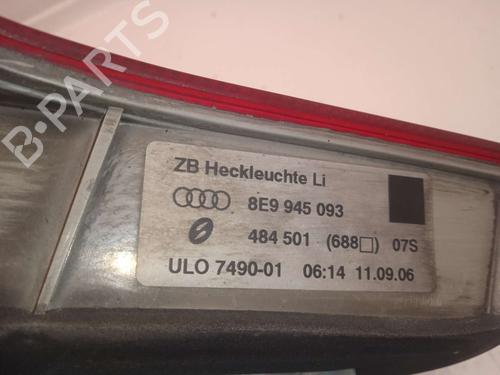 B-PARTS
ZB Heckleuchte Li
8E9 945 093
484 501 (688□) 07S
ULO 7490-01 06:14 11.09.06